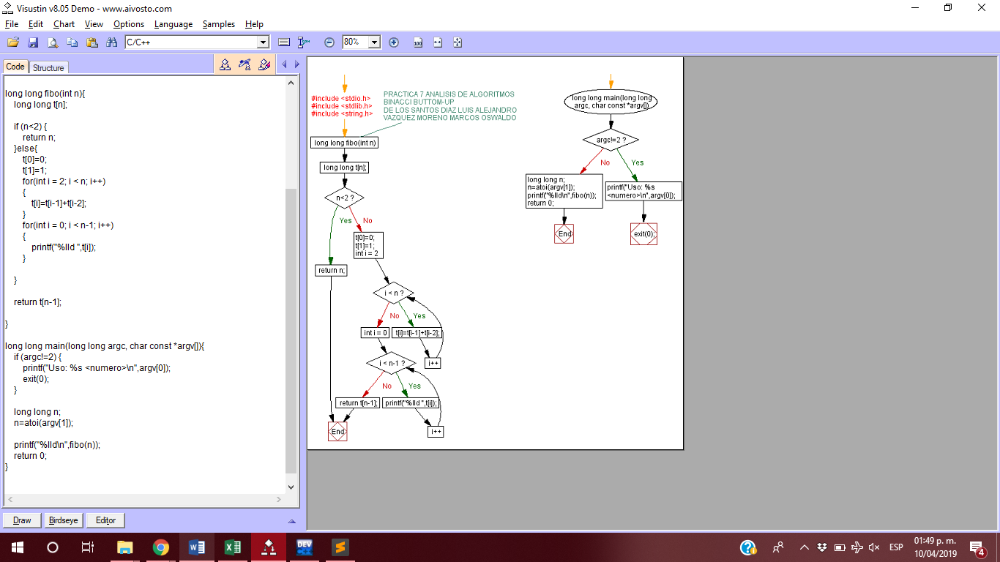 Visustin v8.05 Demo - www.aivosto.com
File Edit Chart View Options Language Samples Help
C/C++
80%
100
Code Structure
long long fibo(int n){
long long t[n];
if (n<2) {
return n;
}else{
t[0]=0;
t[1]=1;
for(int i = 2; i < n; i++)
{
t[i]=t[i-1]+t[i-2];
}
for(int i = 0; i < n-1; i++)
{
printf("%lld ",t[i]);
}
}
return t[n-1];
}
long long main(long long argc, char const *argv[]){
if (argc!=2) {
printf("Uso: %s <numero>\n",argv[0]);
exit(0);
}
long long n;
n=atoi(argv[1]);
printf("%lld\n",fibo(n));
return 0;
}
Draw Birdseye Editor
#include <stdio.h>
#include <stdlib.h>
#include <string.h>
PRACTICA 7 ANALISIS DE ALGORITMOS
BINACCI BUTTOM-UP
DE LOS SANTOS DIAZ LUIS ALEJANDRO
VAZQUEZ MORENO MARCOS OSWALDO
long long fibo(int n)
long long t[n];
n<2 ?
Yes No
t[0]=0;
t[1]=1;
int i = 2
return n;
i < n ?
No Yes
int i = 0 t[i]=t[i-1]+t[i-2];
i < n-1 ? i++
No Yes
return t[n-1]; printf("%lld ",t[i]);
End i++
long long main(long long
argc, char const *argv[])
argc!=2 ?
No Yes
long long n;
n=atoi(argv[1]);
printf("%lld\n",fibo(n));
return 0;
printf("Uso: %s
<numero>\n",argv[0]);
End exit(0);
DEV
ESP
01:49 p. m.
10/04/2019
4